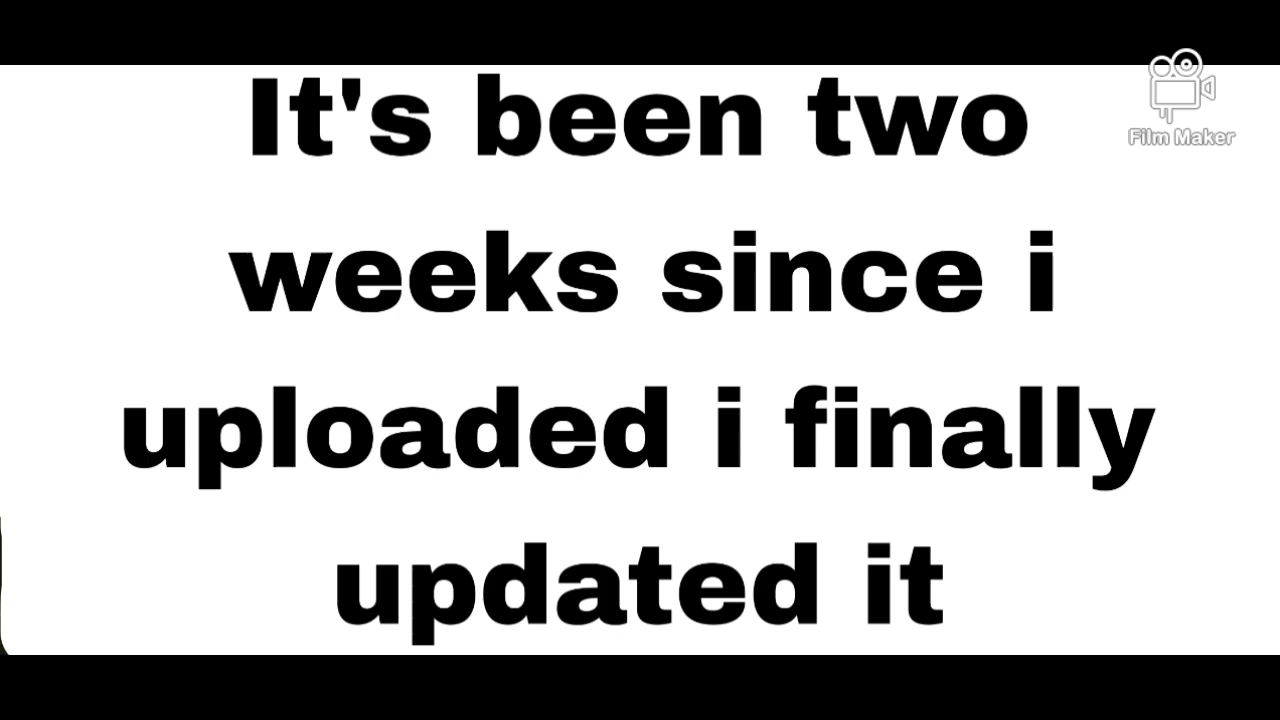 It's been two
Film Maker
weeks since i
uploaded i finally
updated it